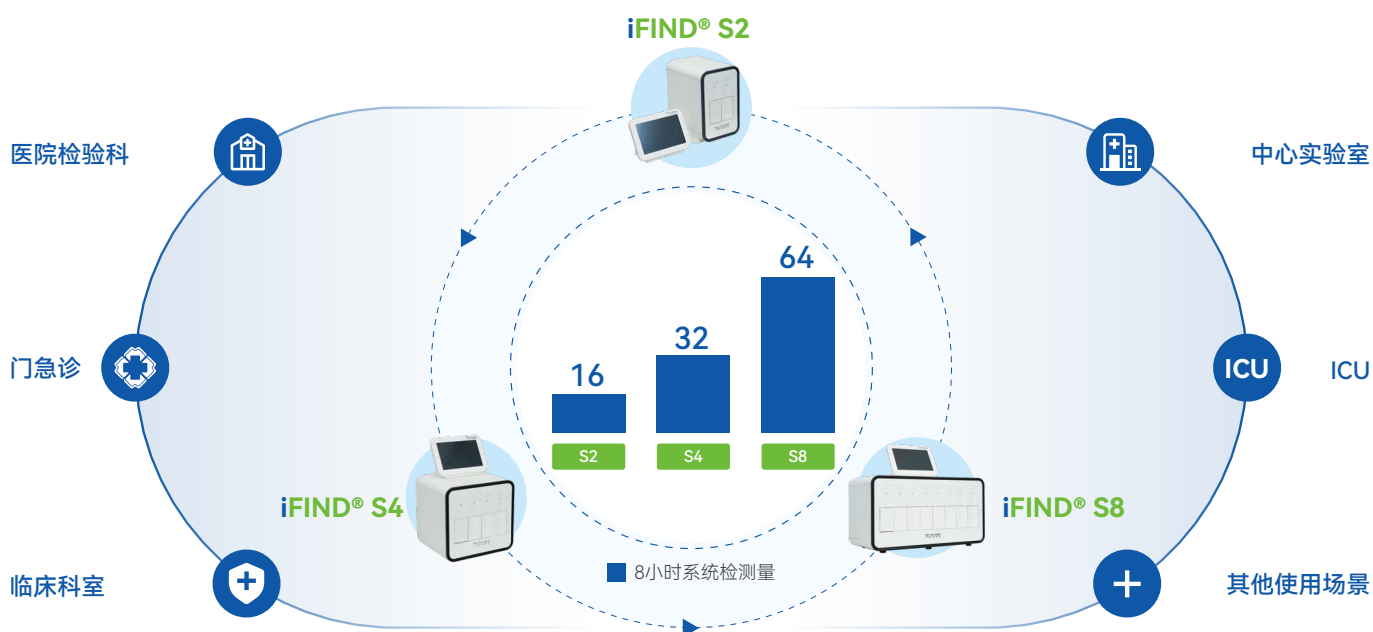 iFIND® S2
医院检验科
中心实验室
64
32
16
门急诊
ICU
ICU
S2
S4
S8
iFIND® S4
iFIND® S8
8小时系统检测量
临床科室
其他使用场景